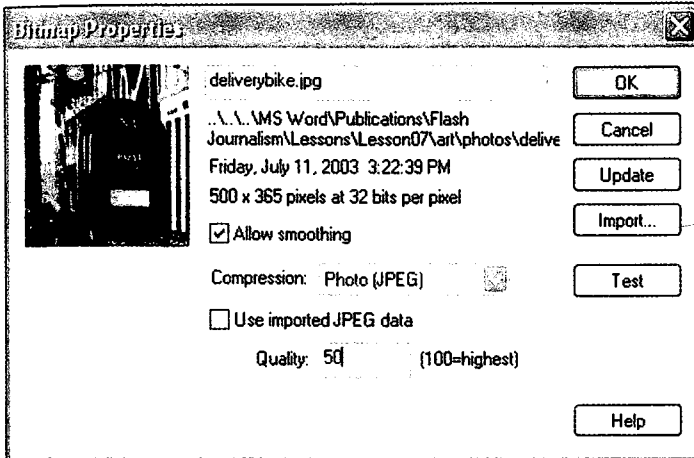 Bitmap Properties
deliverybike.jpg
..\..\..\MS Word\Publications\Flash
Journalism\Lessons\Lesson07\art\photos\delive
Friday, July 11, 2003 3:22:39 PM
500 x 365 pixels at 32 bits per pixel
Allow smoothing
Compression: Photo (JPEG)
Use imported JPEG data
Quality: 50 (100=highest)
OK
Cancel
Update
Import...
Test
Help